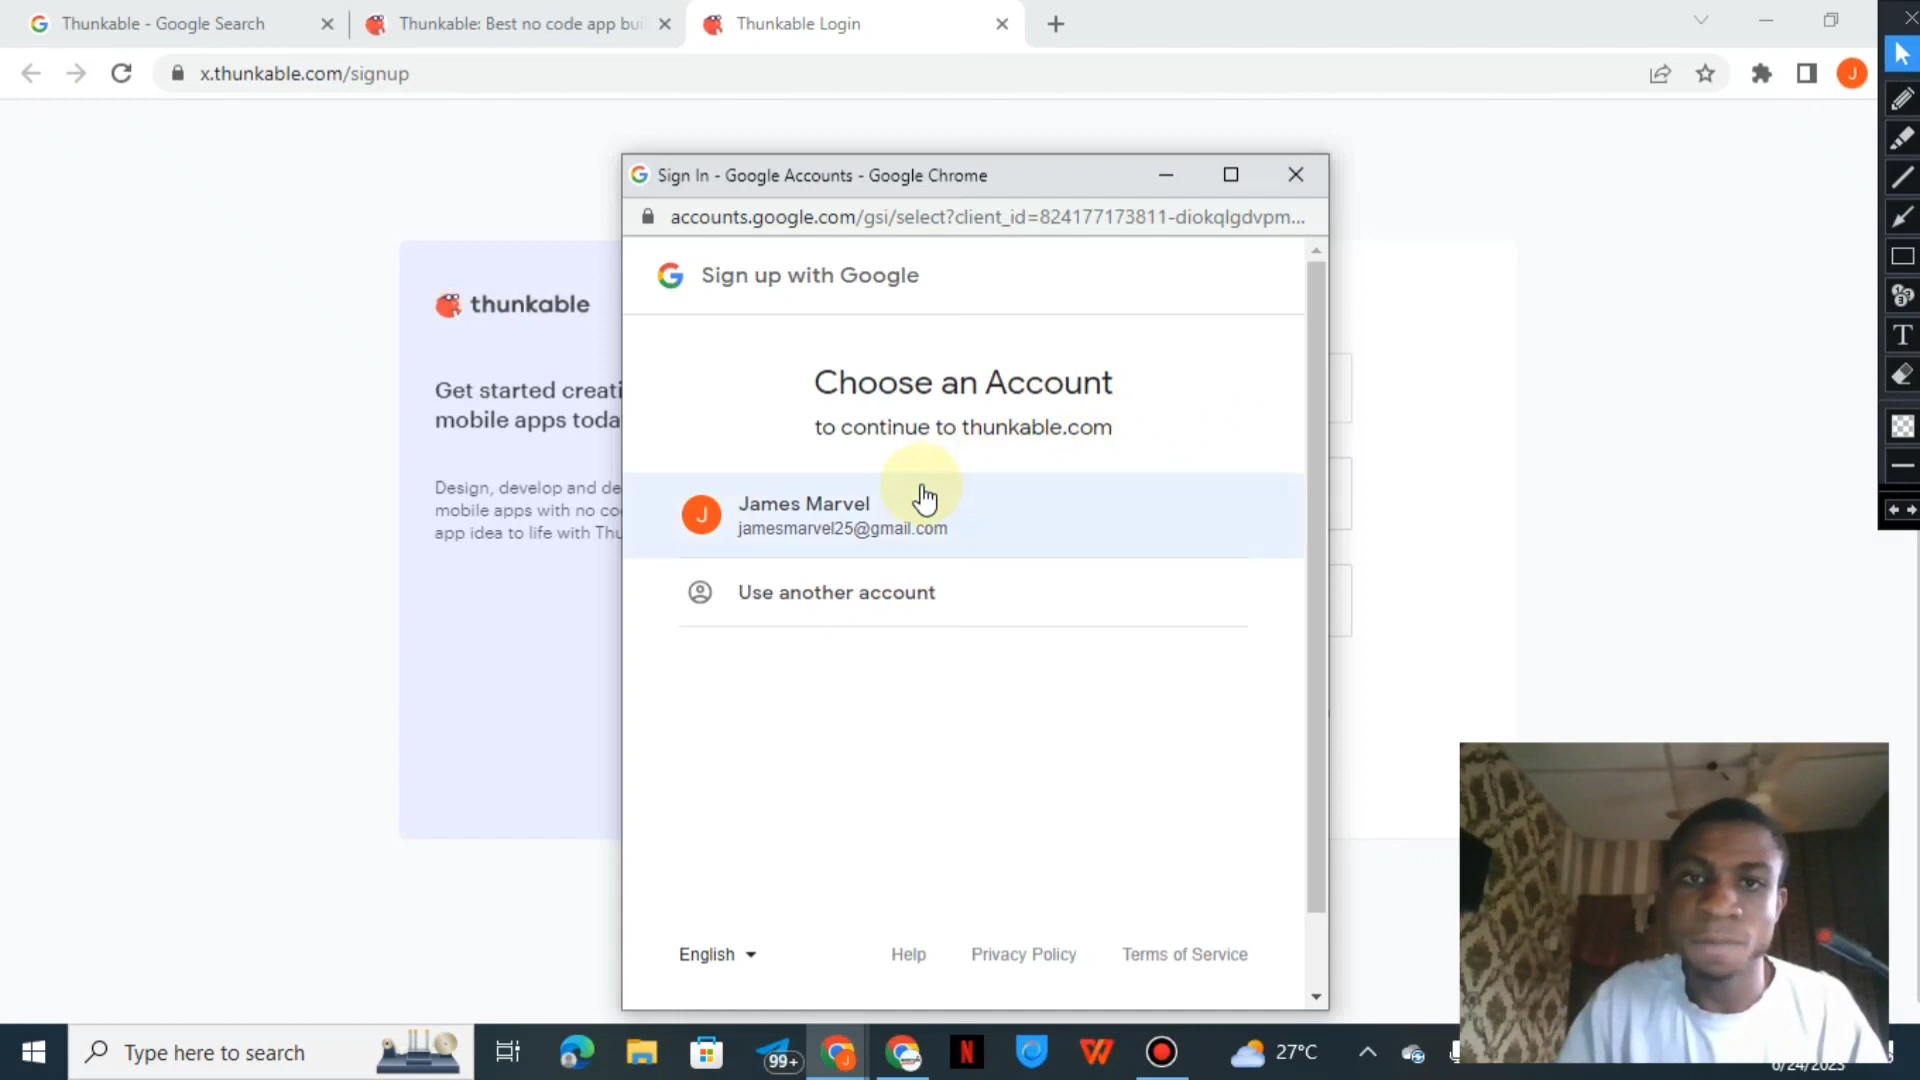 Thunkable - Google Search
Thunkable: Best no code app bui
Thunkable Login
x.thunkable.com/signup
J
Sign In - Google Accounts - Google Chrome
accounts.google.com/gsi/select?client_id=824177173811-diokqlgdvpm...
Sign up with Google
thunkable
Get started creati
mobile apps toda
Design, develop and de
mobile apps with no co
app idea to life with Thu
Choose an Account
to continue to thunkable.com
J
James Marvel
jamesmarvel25@gmail.com
Use another account
English
Help
Privacy Policy
Terms of Service
T
Type here to search
99+
J
N
W
27°C
6/24/2023